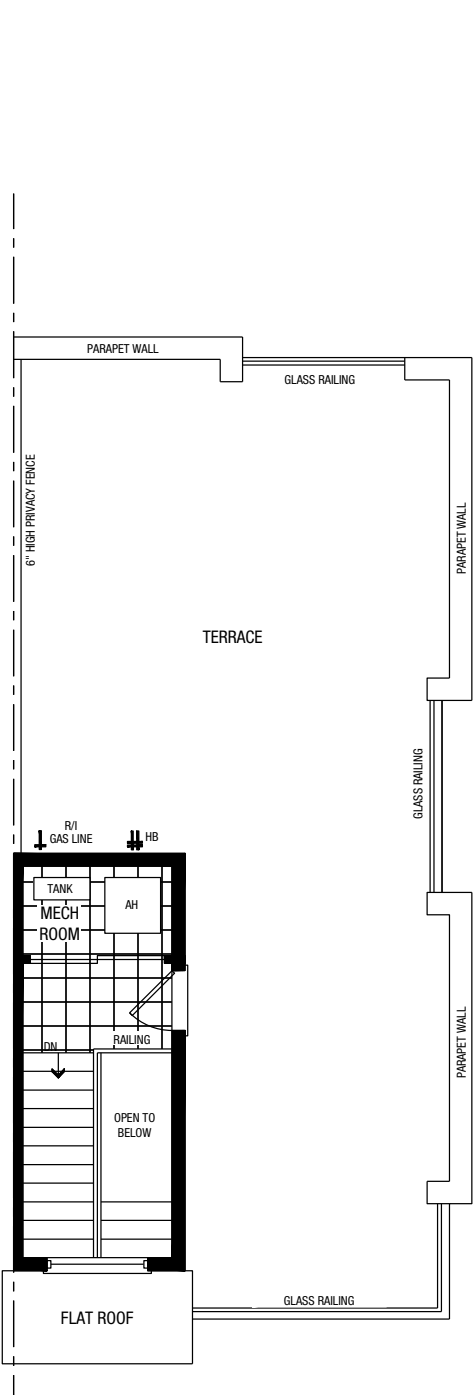 PARAPET WALL
GLASS RAILING
6" HIGH PRIVACY FENCE
PARAPET WALL
TERRACE
GLASS RAILING
R/I
GAS LINE
HB
TANK
MECH
ROOM
AH
PARAPET WALL
DN
RAILING
OPEN TO
BELOW
GLASS RAILING
FLAT ROOF